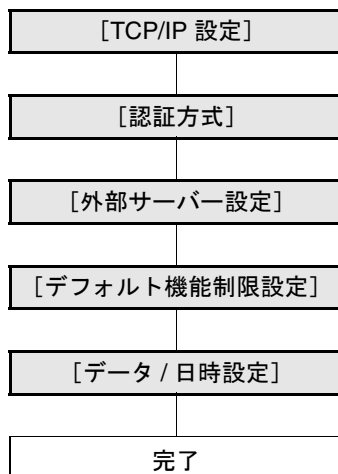 ［TCP/IP 設定］
［認証方式］
［外部サーバー設定］
［デフォルト機能制限設定］
［データ / 日時設定］
完了